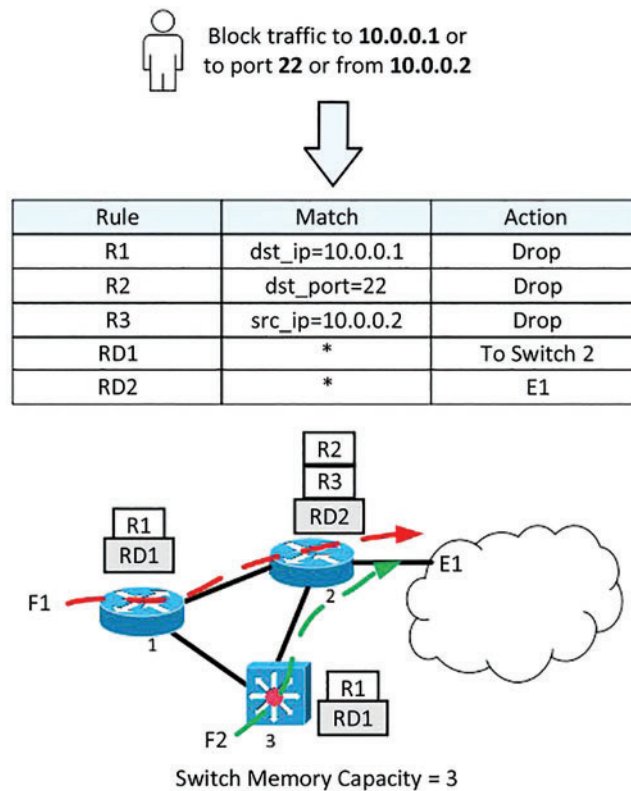 Block traffic to 10.0.0.1 or
to port 22 or from 10.0.0.2
Rule Match Action
R1 dst_ip=10.0.0.1 Drop
R2 dst_port=22 Drop
R3 src_ip=10.0.0.2 Drop
RD1 * To Switch 2
RD2 * E1
R2
R3
RD2
R1
RD1
E1
F1
2
1
R1
RD1
F2
3
Switch Memory Capacity = 3